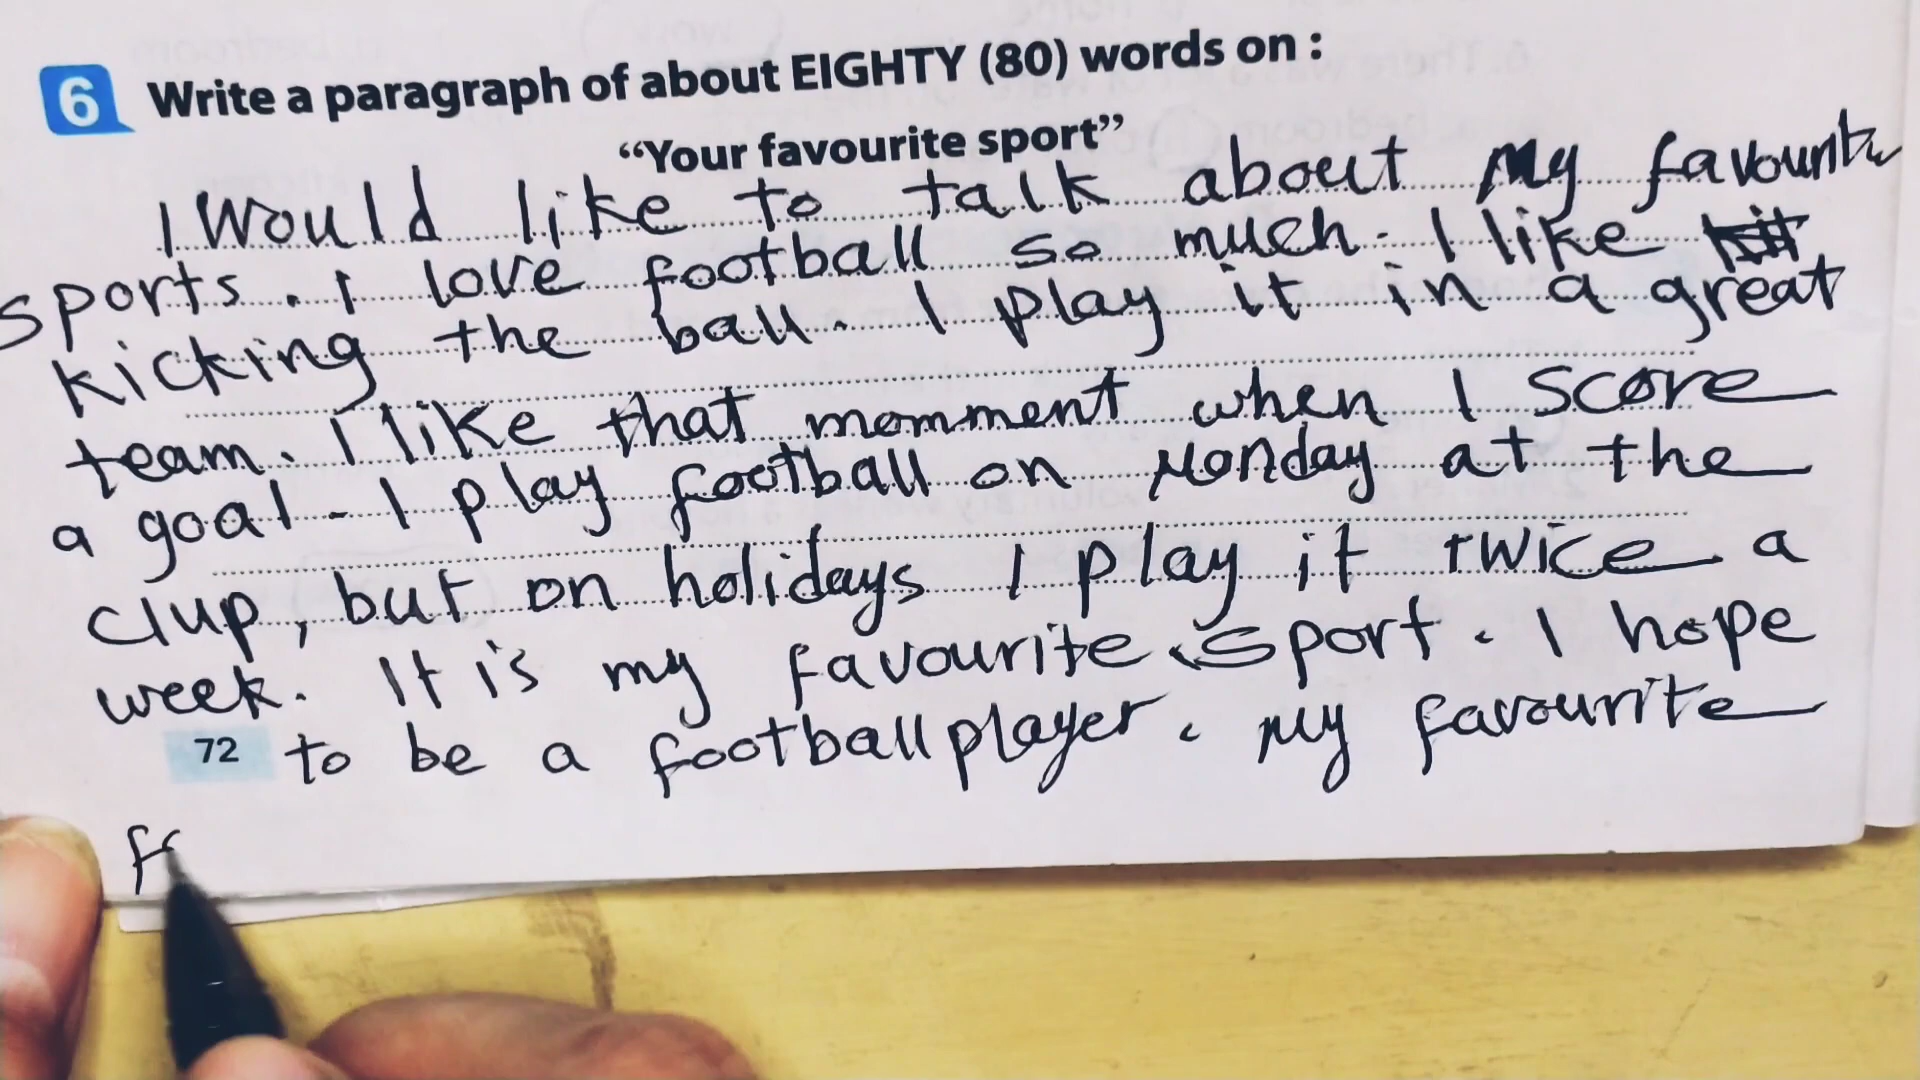 6 Write a paragraph of about EIGHTY (80) words on :
“Your favourite sport”
I Would like to talk about My favourite
sports. I love football so much. I like
kicking the ball. I play it in a great
team. I like that momment when I score
a goal. I play football on Monday at the
clup, but on holidays I play it twice a
week. It is my favourite sport. I hope
72 to be a football player. My favourite